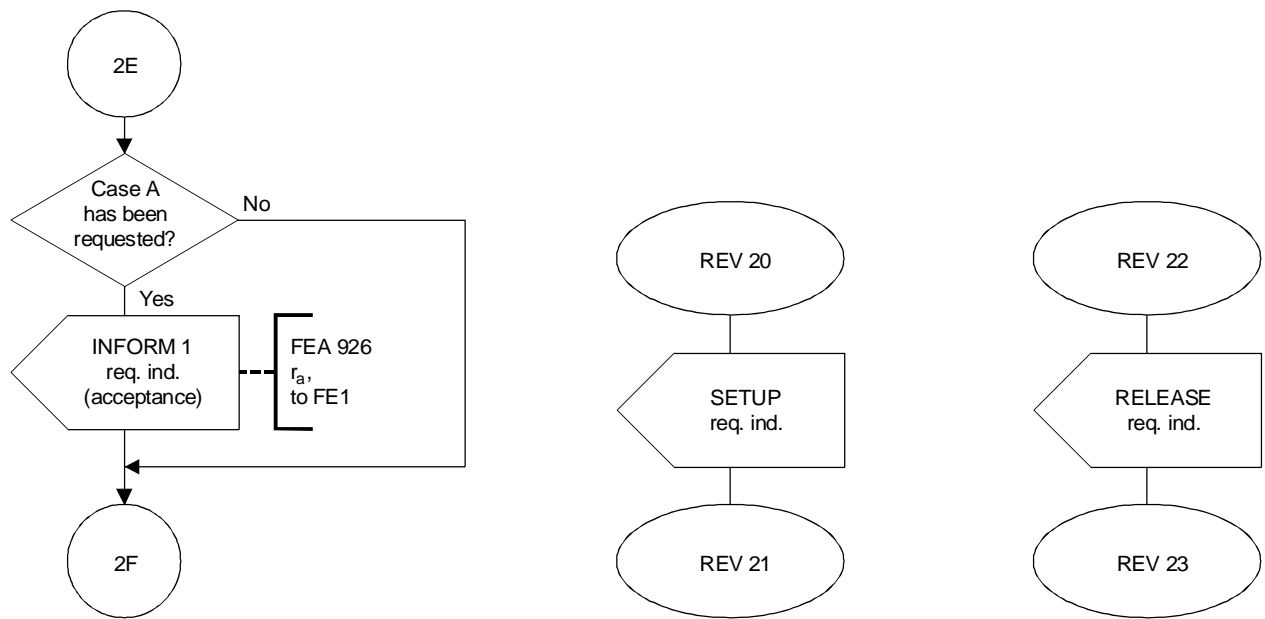 2E
Case A
has been
requested?
No
Yes
INFORM 1
req. ind.
(acceptance)
FEA 926
ra,
to FE1
2F
REV 20
SETUP
req. ind.
REV 21
REV 22
RELEASE
req. ind.
REV 23